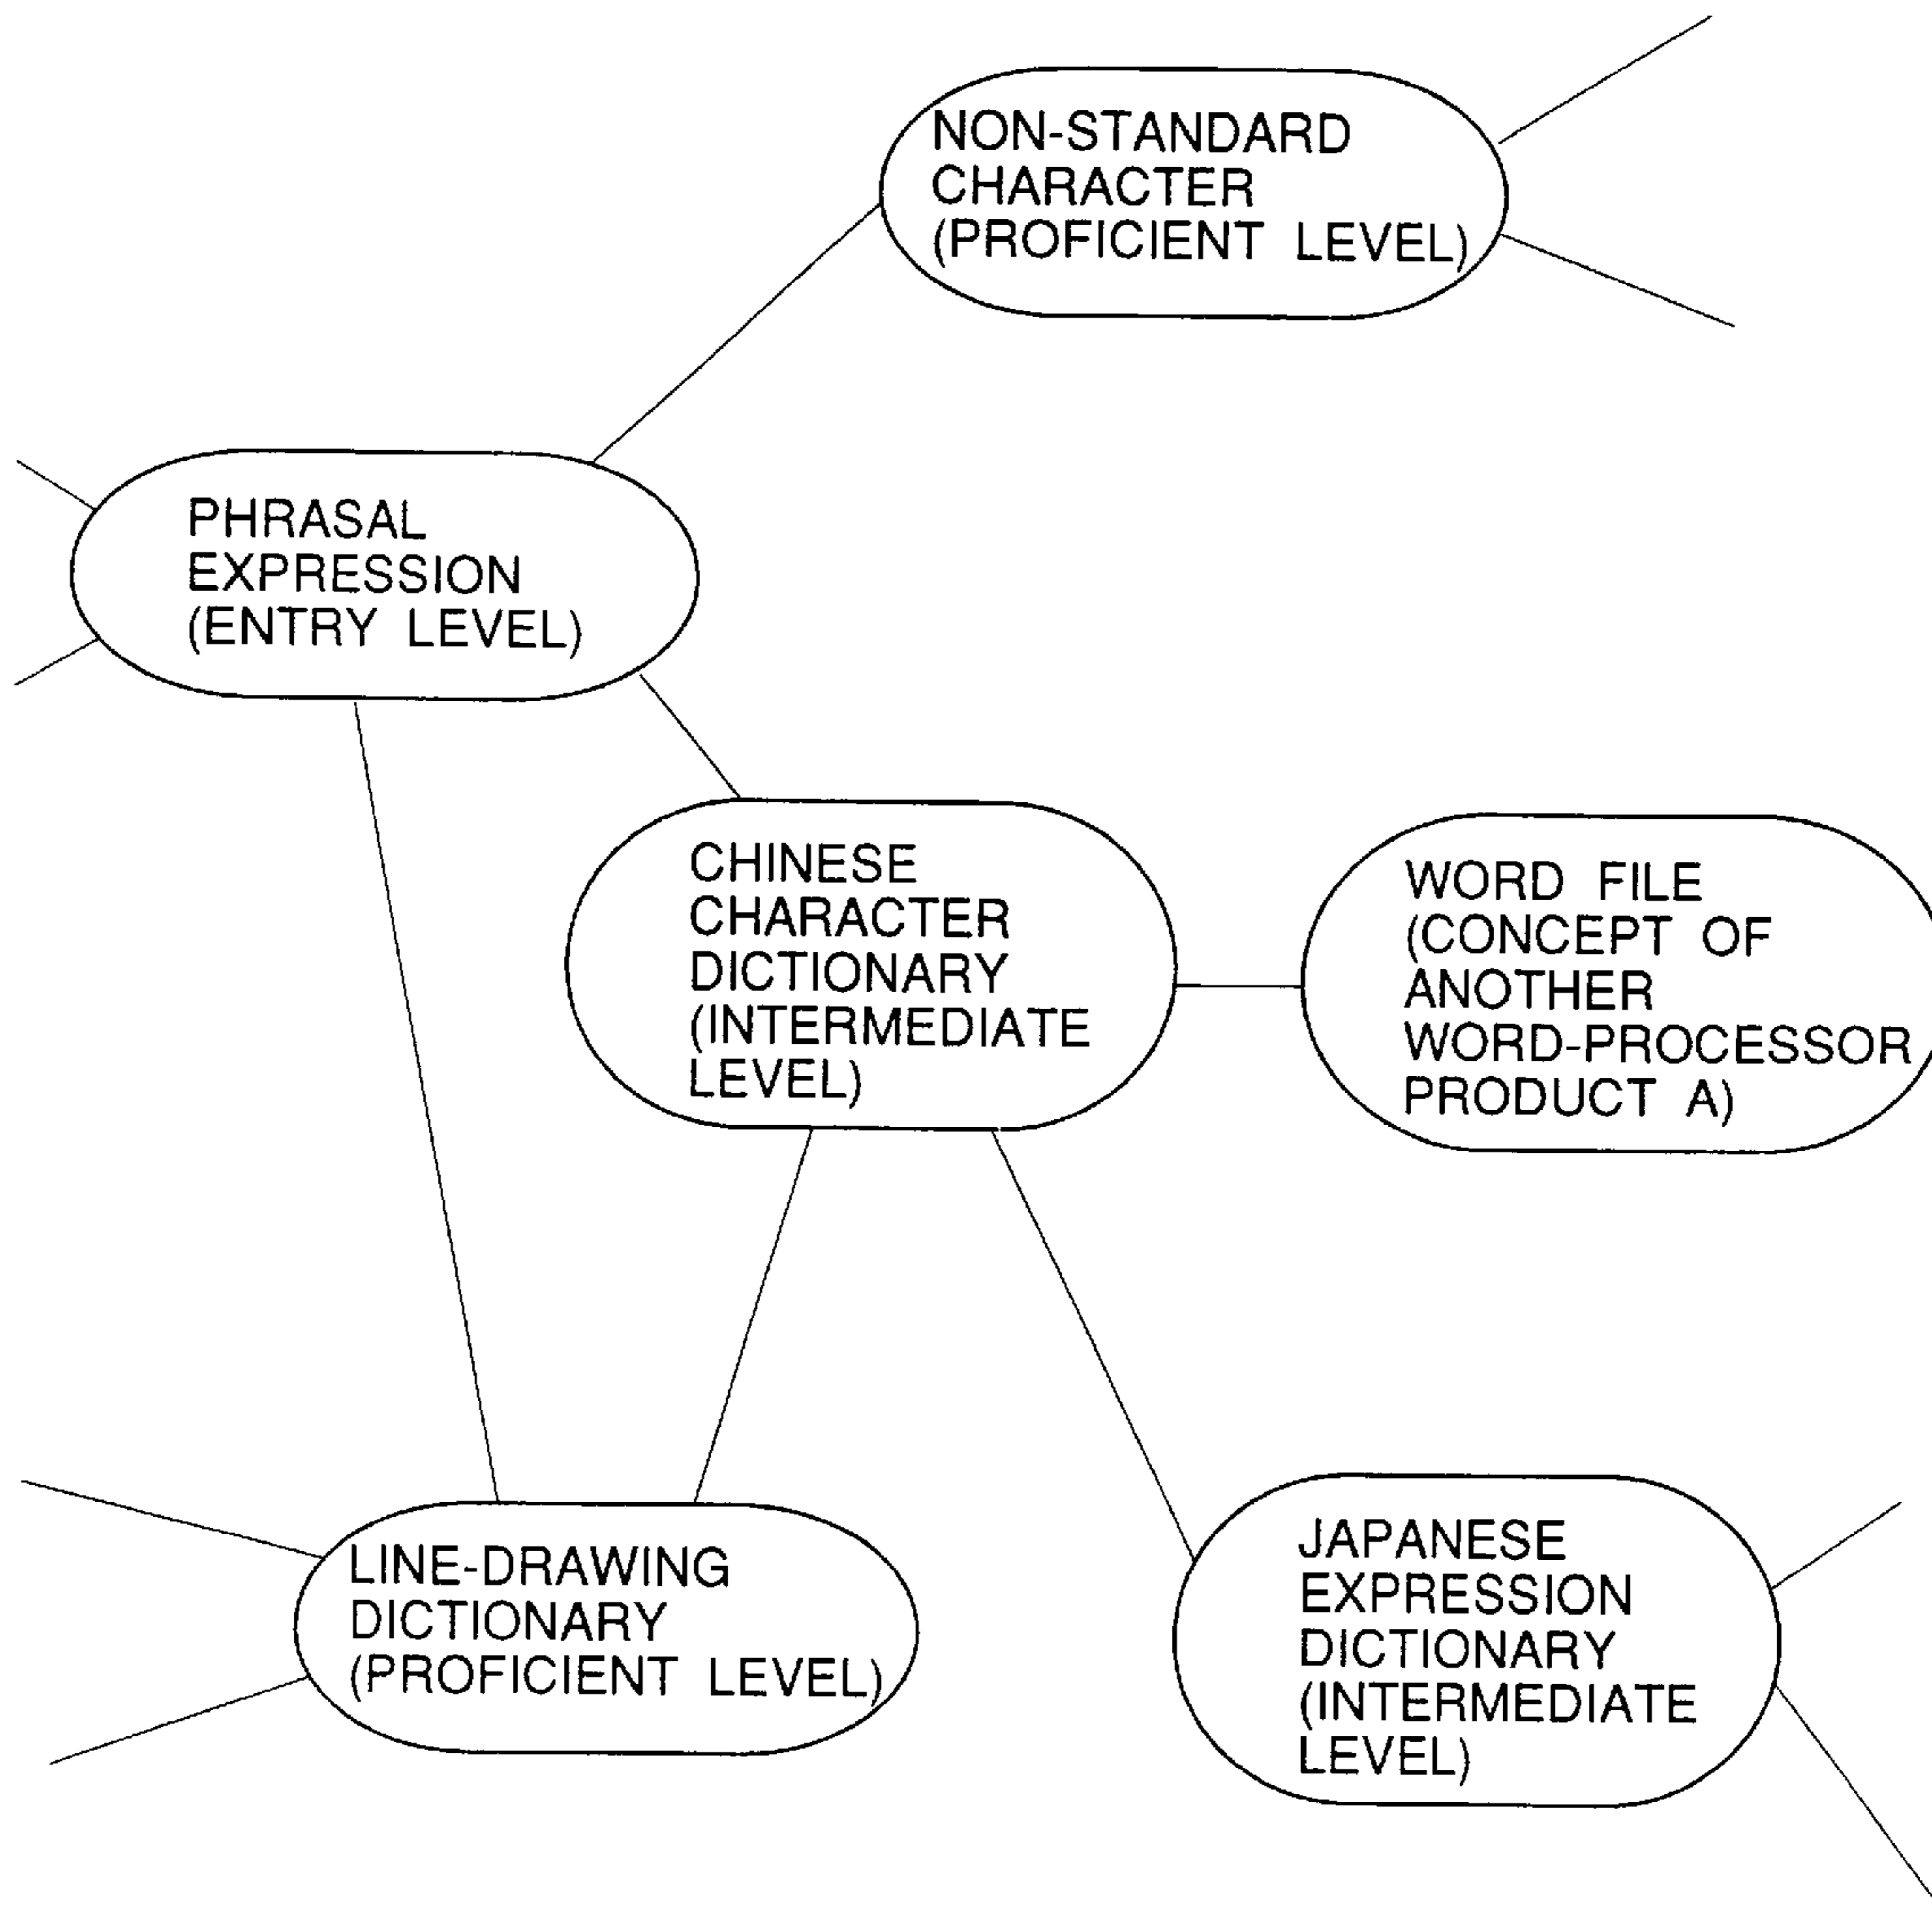 NON-STANDARD
CHARACTER
(PROFICIENT LEVEL)
PHRASAL
EXPRESSION
(ENTRY LEVEL)
CHINESE
CHARACTER
DICTIONARY
(INTERMEDIATE
LEVEL)
WORD FILE
(CONCEPT OF
ANOTHER
WORD-PROCESSOR
PRODUCT A)
LINE-DRAWING
DICTIONARY
(PROFICIENT LEVEL)
JAPANESE
EXPRESSION
DICTIONARY
(INTERMEDIATE
LEVEL)